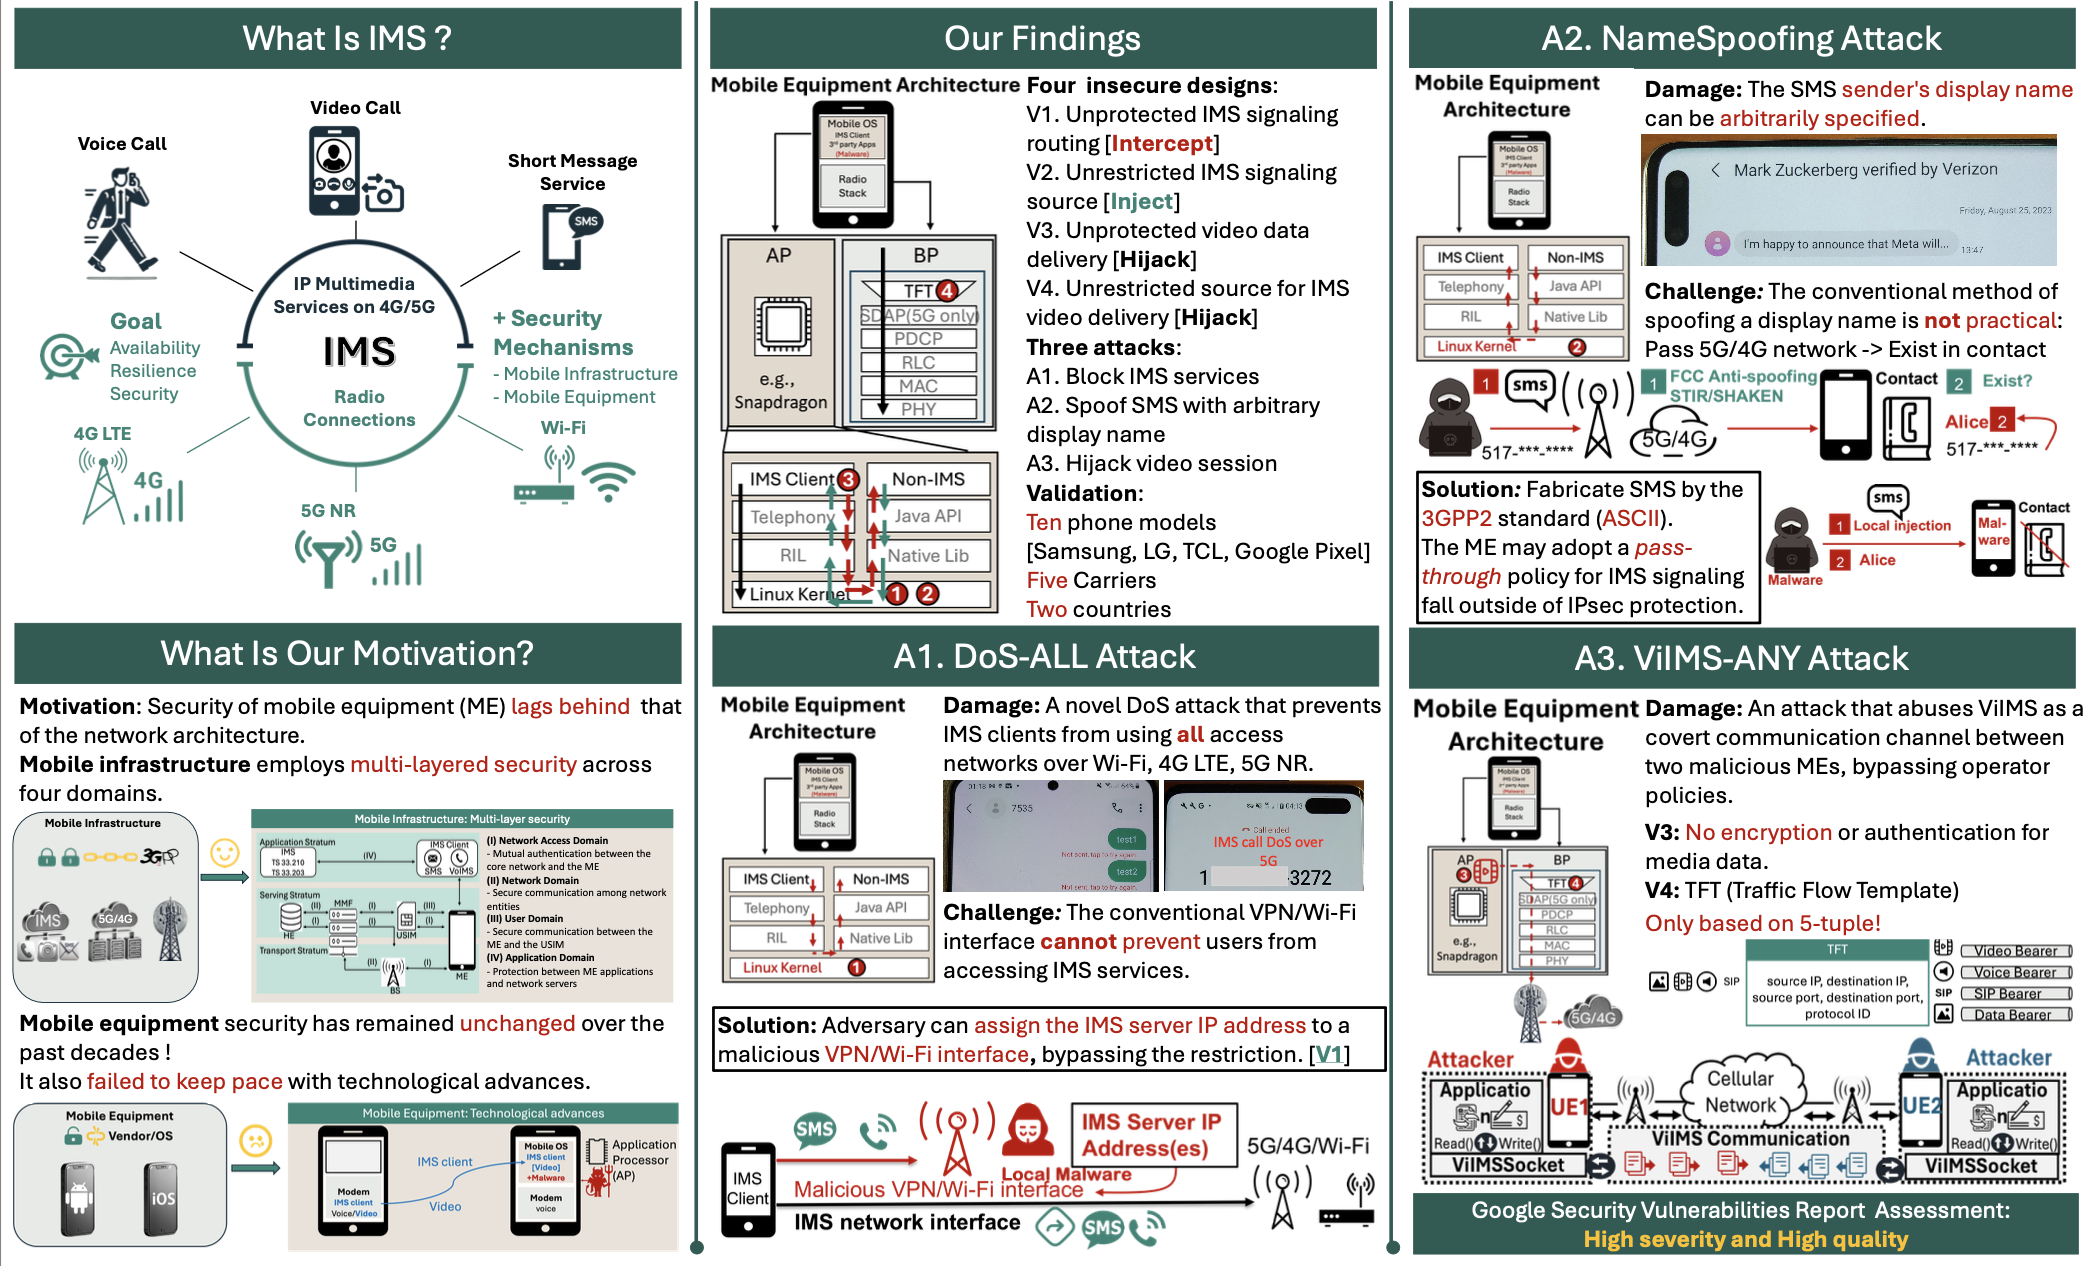 What Is IMS ?
Video Call
Voice Call
Short Message
Service
SMS
IP Multimedia
Services on 4G/5G
IMS
Radio
Connections
Goal
Availability
Resilience
Security
+ Security
Mechanisms
- Mobile Infrastructure
- Mobile Equipment
4G LTE
4G
5G NR
5G
Wi-Fi
What Is Our Motivation?
Motivation: Security of mobile equipment (ME) lags behind that
of the network architecture.
Mobile infrastructure employs multi-layered security across
four domains.
Mobile Infrastructure
3GPP
IMS
5G/4G
Mobile Infrastructure: Multi-layer security
Application Stratum
IMS
TS 33.210
TS 33.203
(IV)
IMS Client
SMS VoIMS
Serving Stratum
HE
(II)
(I)
MMF
(I)
(I)
USIM
(III)
(I)
Transport Stratum
(II)
BS
(I)
ME
(I) Network Access Domain
- Mutual authentication between the
core network and the ME
(II) Network Domain
- Secure communication among network
entities
(III) User Domain
- Secure communication between the
ME and the USIM
(IV) Application Domain
- Protection between ME applications
and network servers
Mobile equipment security has remained unchanged over the
past decades !
It also failed to keep pace with technological advances.
Mobile Equipment
Vendor/OS
iOS
Mobile Equipment: Technological advances
Modem
IMS client
Voice/Video
IMS client
Video
Mobile OS
IMS client
[Video]
+Malware
Modem
voice
Application
Processor
(AP)
Our Findings
Mobile Equipment Architecture
Mobile OS
IMS Client
3rd party Apps
(Malware)
Radio
Stack
AP
e.g.,
Snapdragon
BP
TFT 4
SDAP(5G only)
PDCP
RLC
MAC
PHY
IMS Client 3
Telephony
RIL
Linux Kernel
Non-IMS
Java API
Native Lib
1 2
Four insecure designs:
V1. Unprotected IMS signaling
routing [Intercept]
V2. Unrestricted IMS signaling
source [Inject]
V3. Unprotected video data
delivery [Hijack]
V4. Unrestricted source for IMS
video delivery [Hijack]
Three attacks:
A1. Block IMS services
A2. Spoof SMS with arbitrary
display name
A3. Hijack video session
Validation:
Ten phone models
[Samsung, LG, TCL, Google Pixel]
Five Carriers
Two countries
A1. DoS-ALL Attack
Mobile Equipment
Architecture
Mobile OS
IMS Client
3rd party Apps
(Malware)
Radio
Stack
IMS Client
Telephony
RIL
Linux Kernel
Non-IMS
Java API
Native Lib
1
Damage: A novel DoS attack that prevents
IMS clients from using all access
networks over Wi-Fi, 4G LTE, 5G NR.
01:18
64%
7535
test1
Not sent, tap to try again.
test2
Not sent, tap to try again.
04:13
Call ended
IMS call DoS over
5G
1 -3272
Challenge: The conventional VPN/Wi-Fi
interface cannot prevent users from
accessing IMS services.
Solution: Adversary can assign the IMS server IP address to a
malicious VPN/Wi-Fi interface, bypassing the restriction. [V1]
IMS
Client
SMS
Local Malware
IMS Server IP
Address(es)
Malicious VPN/Wi-Fi interface
IMS network interface
SMS
5G/4G/Wi-Fi
A2. NameSpoofing Attack
Mobile Equipment
Architecture
Mobile OS
IMS Client
3rd party Apps
(Malware)
Radio
Stack
IMS Client
Telephony
RIL
Linux Kernel
Non-IMS
Java API
Native Lib
2
Damage: The SMS sender's display name
can be arbitrarily specified.
Mark Zuckerberg verified by Verizon
Friday, August 25, 2023
I'm happy to announce that Meta will...
13:47
Challenge: The conventional method of
spoofing a display name is not practical:
Pass 5G/4G network -> Exist in contact
1
sms
517-***-****
1 FCC Anti-spoofing
STIR/SHAKEN
5G/4G
Contact
2 Exist?
Alice 2
517-***-****
Solution: Fabricate SMS by the
3GPP2 standard (ASCII).
The ME may adopt a pass-
through policy for IMS signaling
fall outside of IPsec protection.
Malware
sms
1 Local injection
2 Alice
Mal-
ware
Contact
A3. ViIMS-ANY Attack
Mobile Equipment
Architecture
Mobile OS
IMS Client
3rd party Apps
(Malware)
Radio
Stack
AP
3
e.g.,
Snapdragon
BP
TFT 4
SDAP(5G only)
PDCP
RLC
MAC
PHY
5G/4G
Damage: An attack that abuses ViIMS as a
covert communication channel between
two malicious MEs, bypassing operator
policies.
V3: No encryption or authentication for
media data.
V4: TFT (Traffic Flow Template)
Only based on 5-tuple!
SIP
TFT
source IP, destination IP,
source port, destination port,
protocol ID
Video Bearer
Voice Bearer
SIP SIP Bearer
Data Bearer
Attacker
Applicatio
n
Read() Write()
ViIMSSocket
UE1
Cellular
Network
ViIMS Communication
Attacker
UE2
Applicatio
n
Read() Write()
ViIMSSocket
Google Security Vulnerabilities Report Assessment:
High severity and High quality